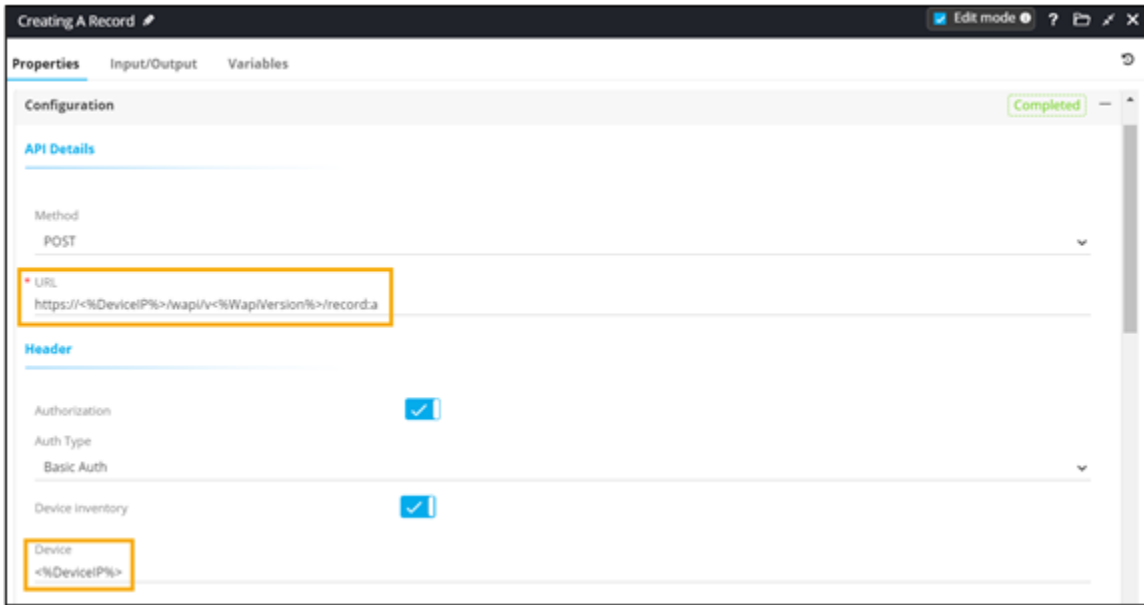 Creating A Record
Edit mode ?
Properties Input/Output Variables
Configuration Completed
API Details
Method
POST
* URL
https://<%DeviceIP%>/wapi/v<%WapiVersion%>/record:a
Header
Authorization
Auth Type
Basic Auth
Device Inventory
Device
<%DeviceIP%>